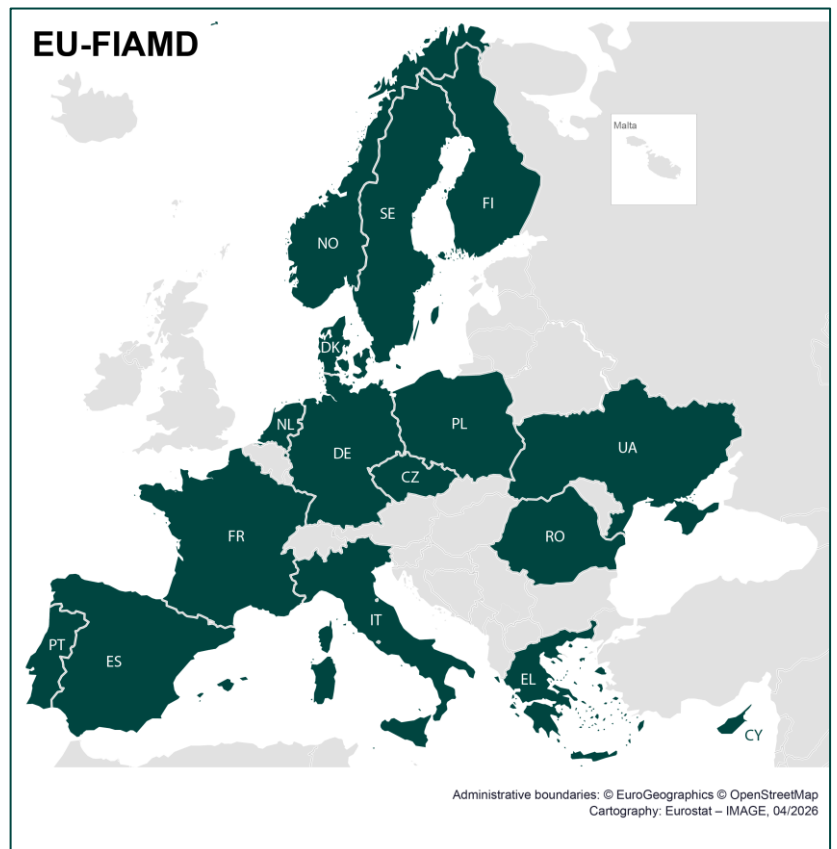 EU-FIAMD
Malta
FI
SE
NO
DK
NL
PL
DE
UA
CZ
FR
RO
IT
PT
ES
EL
CY
Administrative boundaries: © EuroGeographics © OpenStreetMap
Cartography: Eurostat – IMAGE, 04/2026